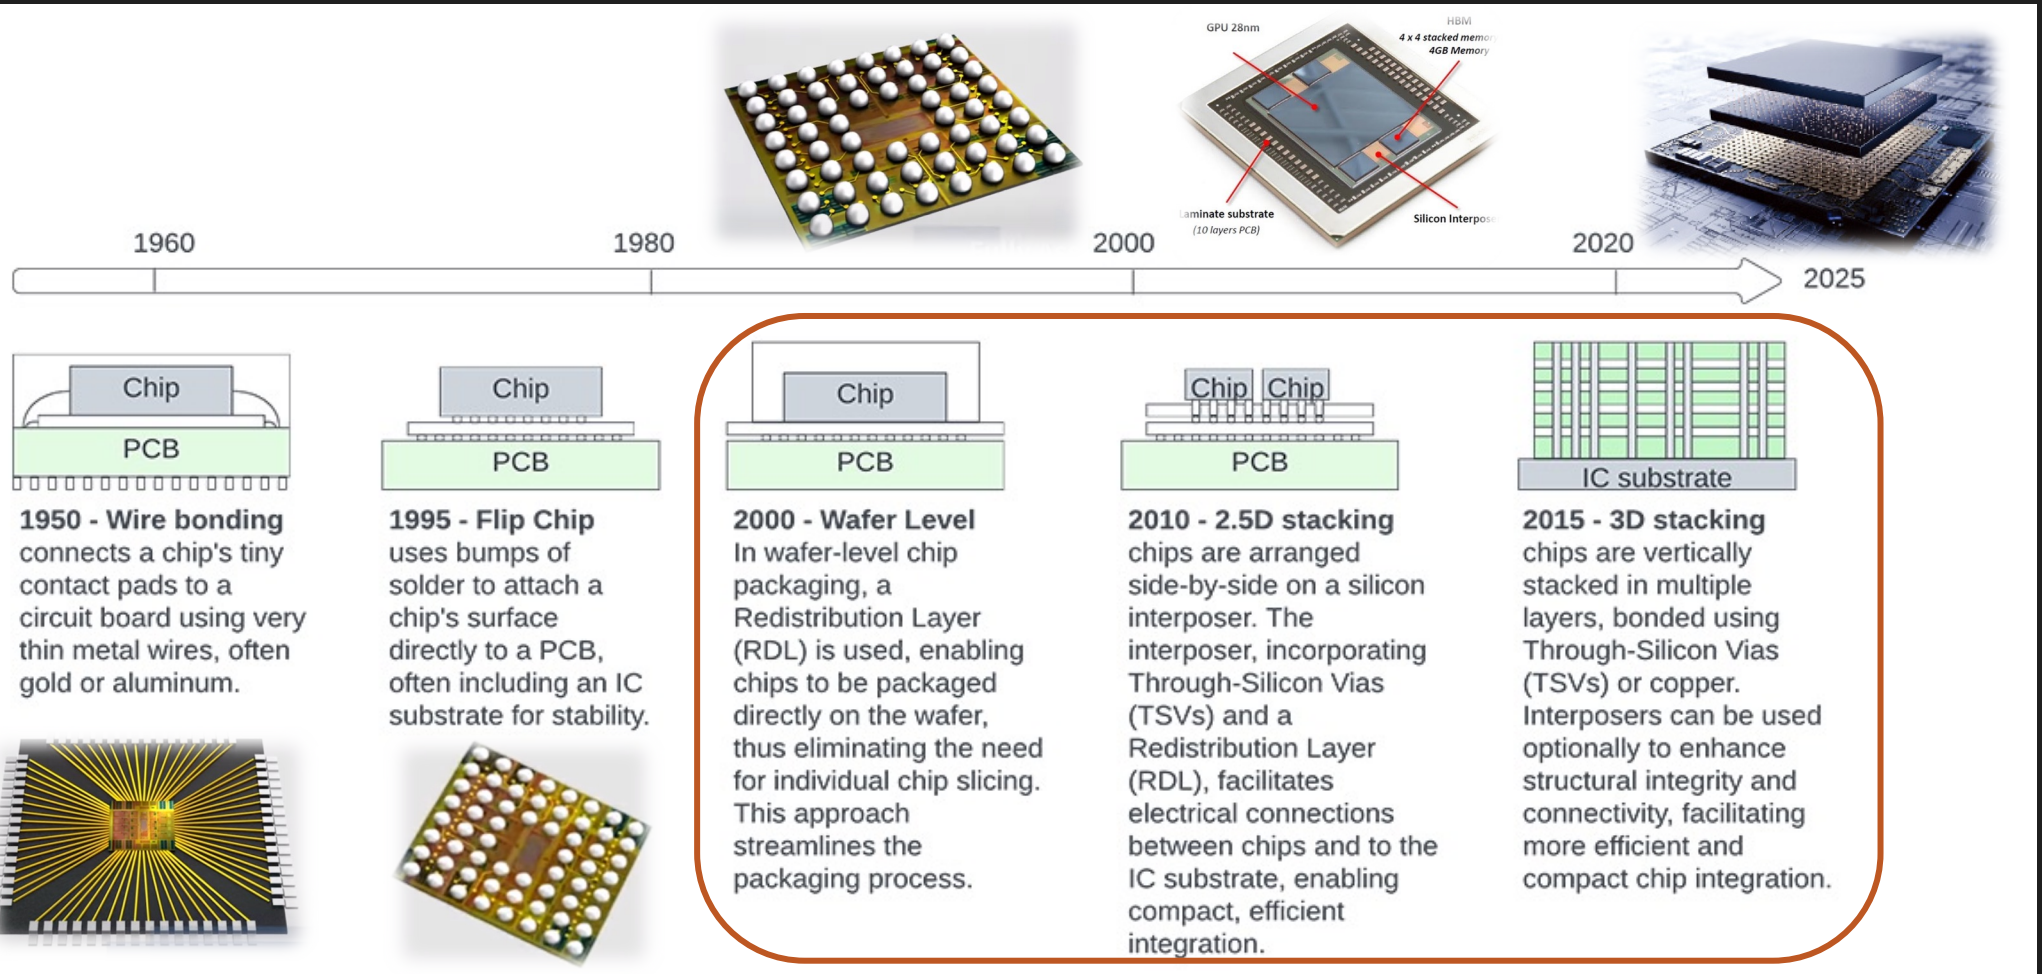 GPU 28nm
HBM
4 x 4 stacked memor
4GB Memory
Laminate substrate
(10 layers PCB)
Silicon Interpose
1960
1980
2000
2020
2025
Chip
PCB
1950 - Wire bonding
connects a chip's tiny
contact pads to a
circuit board using very
thin metal wires, often
gold or aluminum.
Chip
PCB
1995 - Flip Chip
uses bumps of
solder to attach a
chip's surface
directly to a PCB,
often including an IC
substrate for stability.
Chip
PCB
2000 - Wafer Level
In wafer-level chip
packaging, a
Redistribution Layer
(RDL) is used, enabling
chips to be packaged
directly on the wafer,
thus eliminating the need
for individual chip slicing.
This approach
streamlines the
packaging process.
Chip Chip
PCB
2010 - 2.5D stacking
chips are arranged
side-by-side on a silicon
interposer. The
interposer, incorporating
Through-Silicon Vias
(TSVs) and a
Redistribution Layer
(RDL), facilitates
electrical connections
between chips and to the
IC substrate, enabling
compact, efficient
integration.
IC substrate
2015 - 3D stacking
chips are vertically
stacked in multiple
layers, bonded using
Through-Silicon Vias
(TSVs) or copper.
Interposers can be used
optionally to enhance
structural integrity and
connectivity, facilitating
more efficient and
compact chip integration.